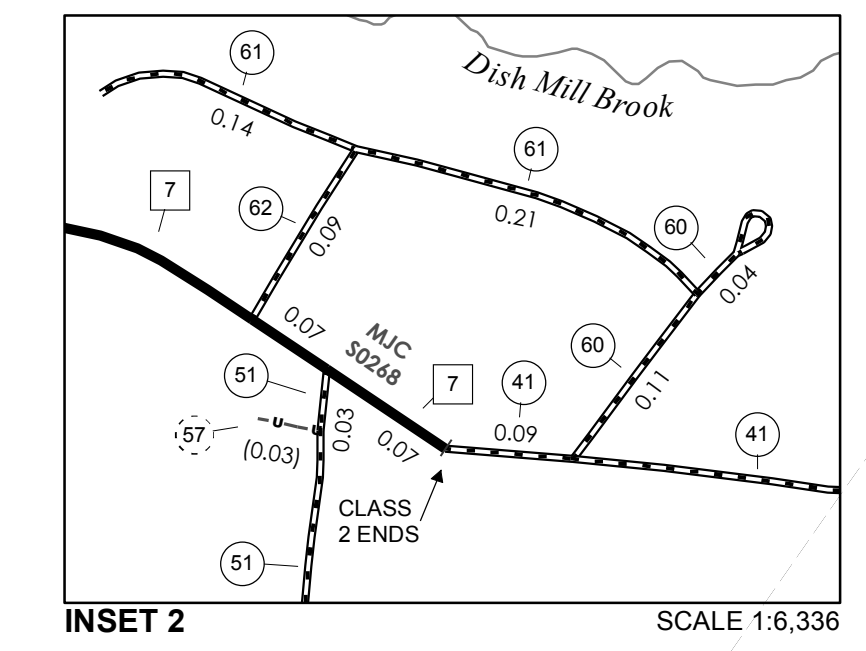 61
Dish Mill Brook
0.14
61
7
62
0.21
60
0.09
0.04
0.07
MJC
S0268
60
51
7
41
0.11
57
0.03
0.09
41
(0.03)
0.07
CLASS
2 ENDS
51
U
U
INSET 2
SCALE 1:6,336